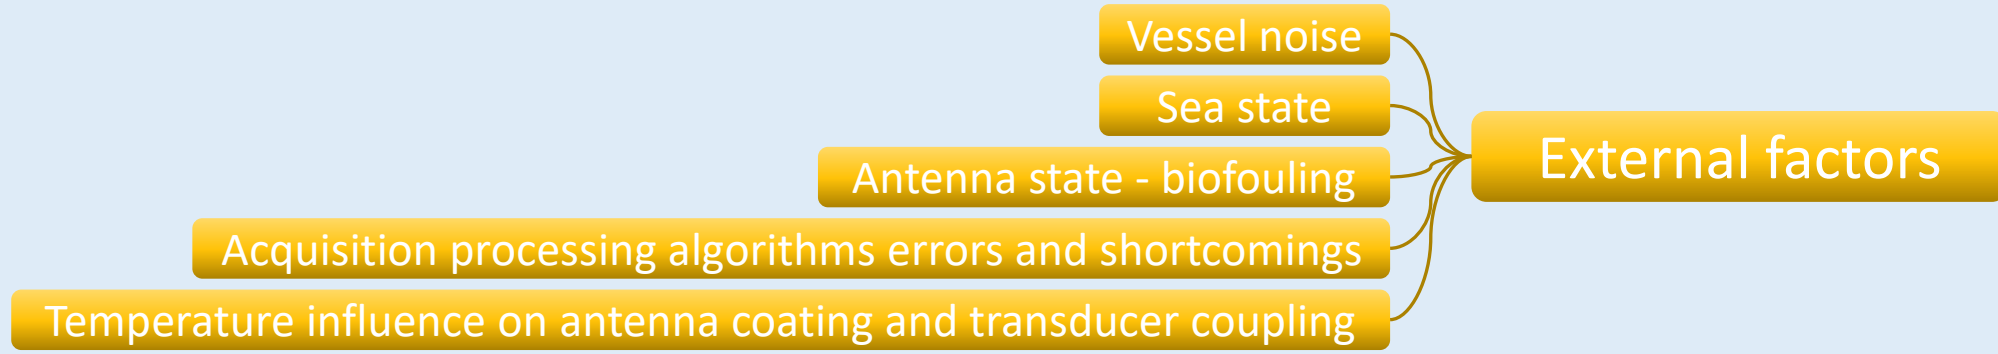 Vessel noise
Sea state
Antenna state - biofouling
Acquisition processing algorithms errors and shortcomings
Temperature influence on antenna coating and transducer coupling
External factors